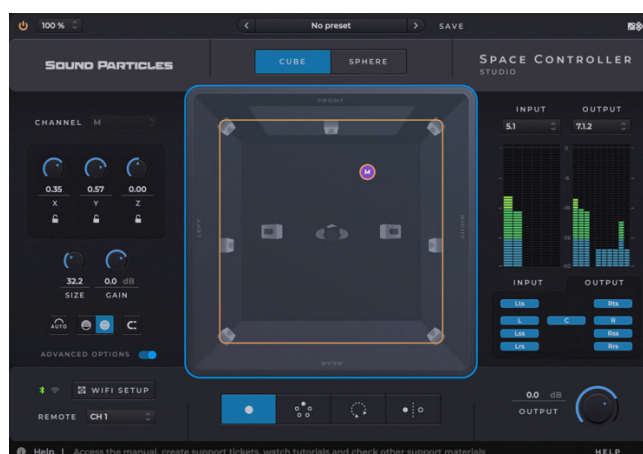 100 %
No preset
SAVE
SOUND PARTICLES
CUBE
SPHERE
SPACE CONTROLLER
STUDIO
FRONT
INPUT
OUTPUT
5.1
7.1.2
CHANNEL M
M
0.35
0.57
0.00
X
Y
Z
LEFT
RIGHT
32.2
0.0 dB
SIZE
GAIN
INPUT
OUTPUT
Lts
Rts
L
C
R
Lss
Rss
Lrs
Rrs
AUTO
ADVANCED OPTIONS
REAR
WIFI SETUP
REMOTE
CH 1
0.0 dB
OUTPUT
Help | Access the manual, create support tickets, watch tutorials and check other support materials.
HELP